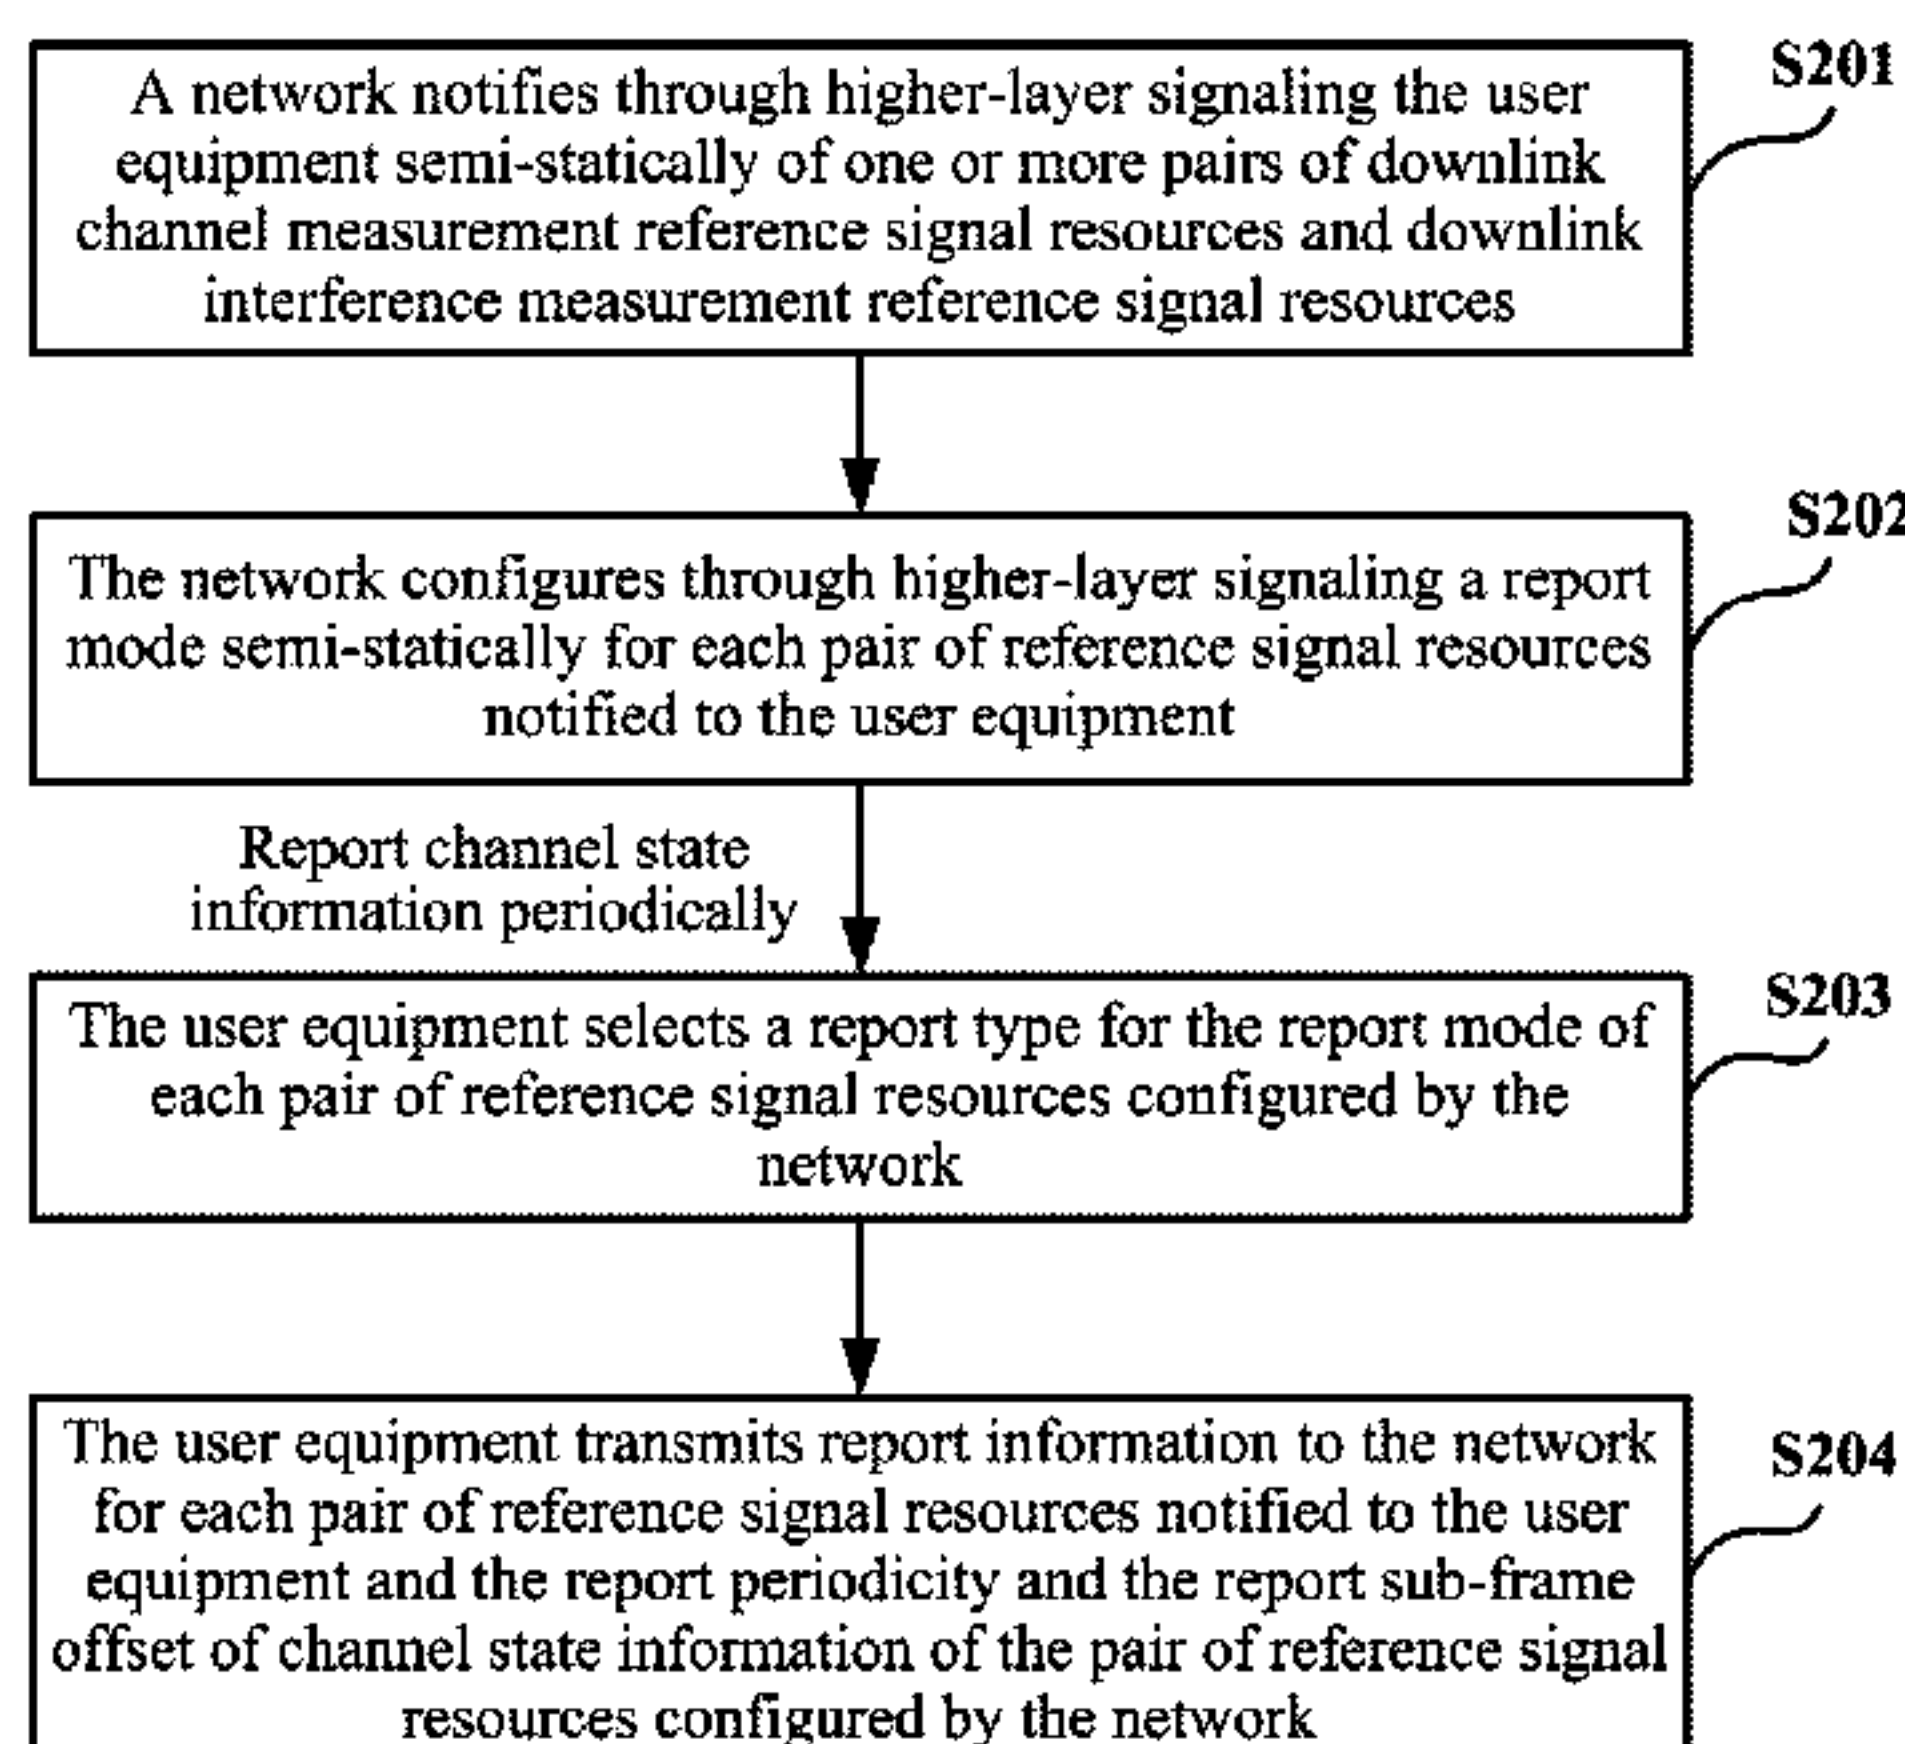 A network notifies through higher-layer signaling the user
equipment semi-statically of one or more pairs of downlink
channel measurement reference signal resources and downlink
interference measurement reference signal resources
S201
The network configures through higher-layer signaling a report
mode semi-statically for each pair of reference signal resources
notified to the user equipment
S202
Report channel state
information periodically
The user equipment selects a report type for the report mode of
each pair of reference signal resources configured by the
network
S203
The user equipment transmits report information to the network
for each pair of reference signal resources notified to the user
equipment and the report periodicity and the report sub-frame
offset of channel state information of the pair of reference signal
resources configured by the network
S204